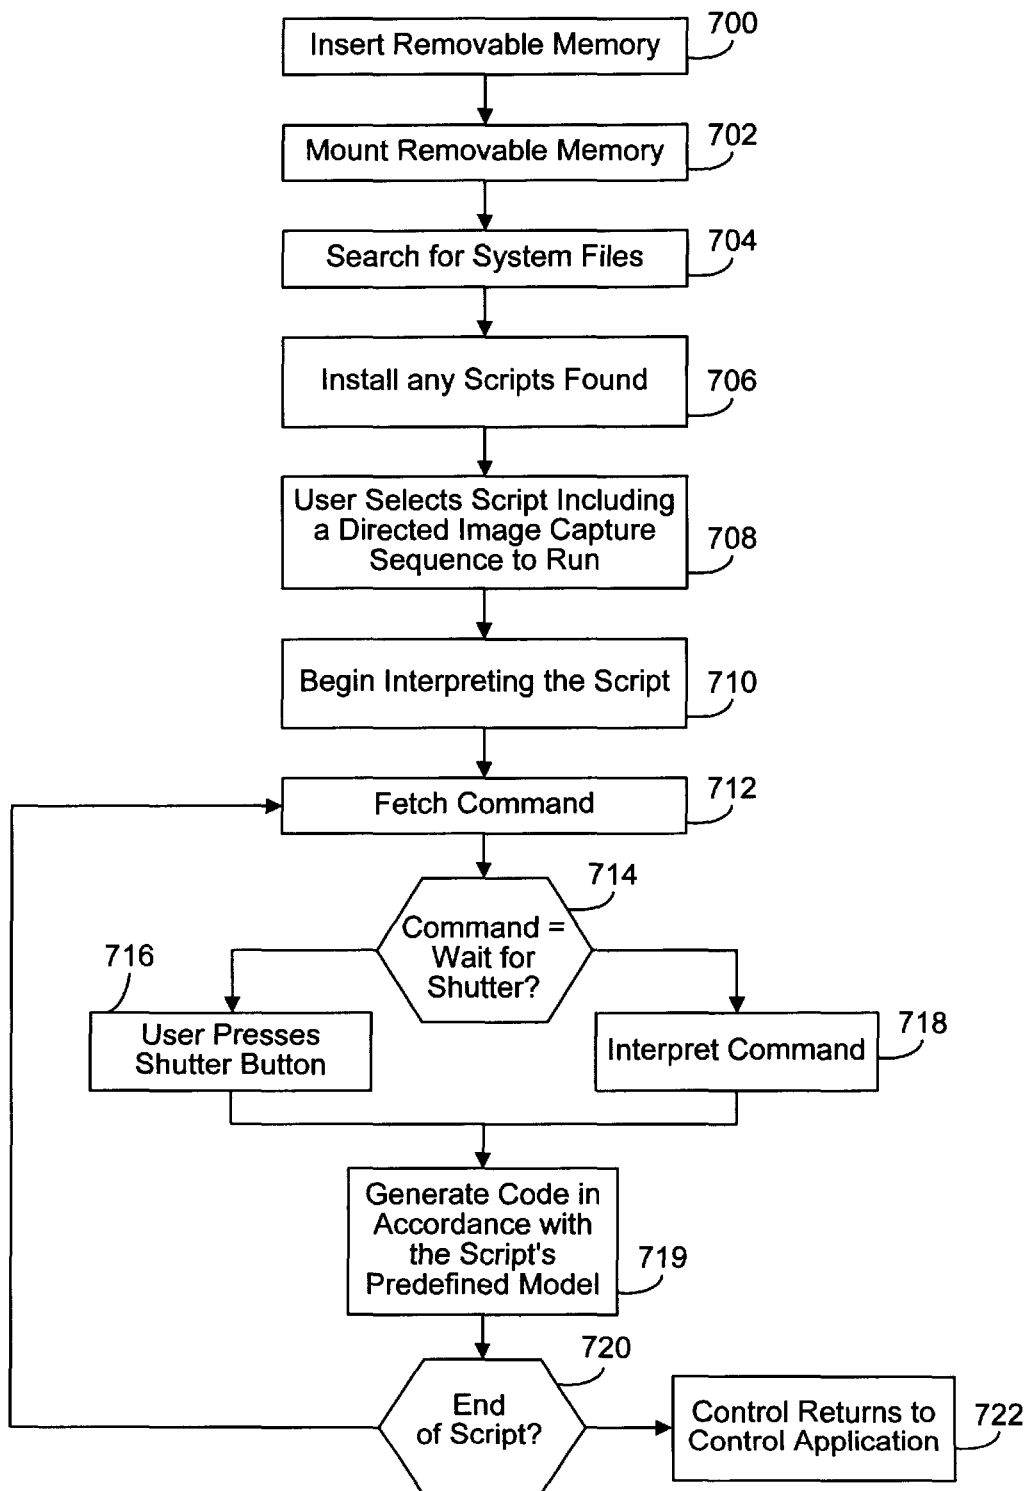 Insert Removable Memory
700
Mount Removable Memory
702
Search for System Files
704
Install any Scripts Found
706
User Selects Script Including
a Directed Image Capture
Sequence to Run
708
Begin Interpreting the Script
710
Fetch Command
712
714
Command =
Wait for
Shutter?
716
User Presses
Shutter Button
Interpret Command
718
Generate Code in
Accordance with
the Script's
Predefined Model
719
720
End
of Script?
Control Returns to
Control Application
722